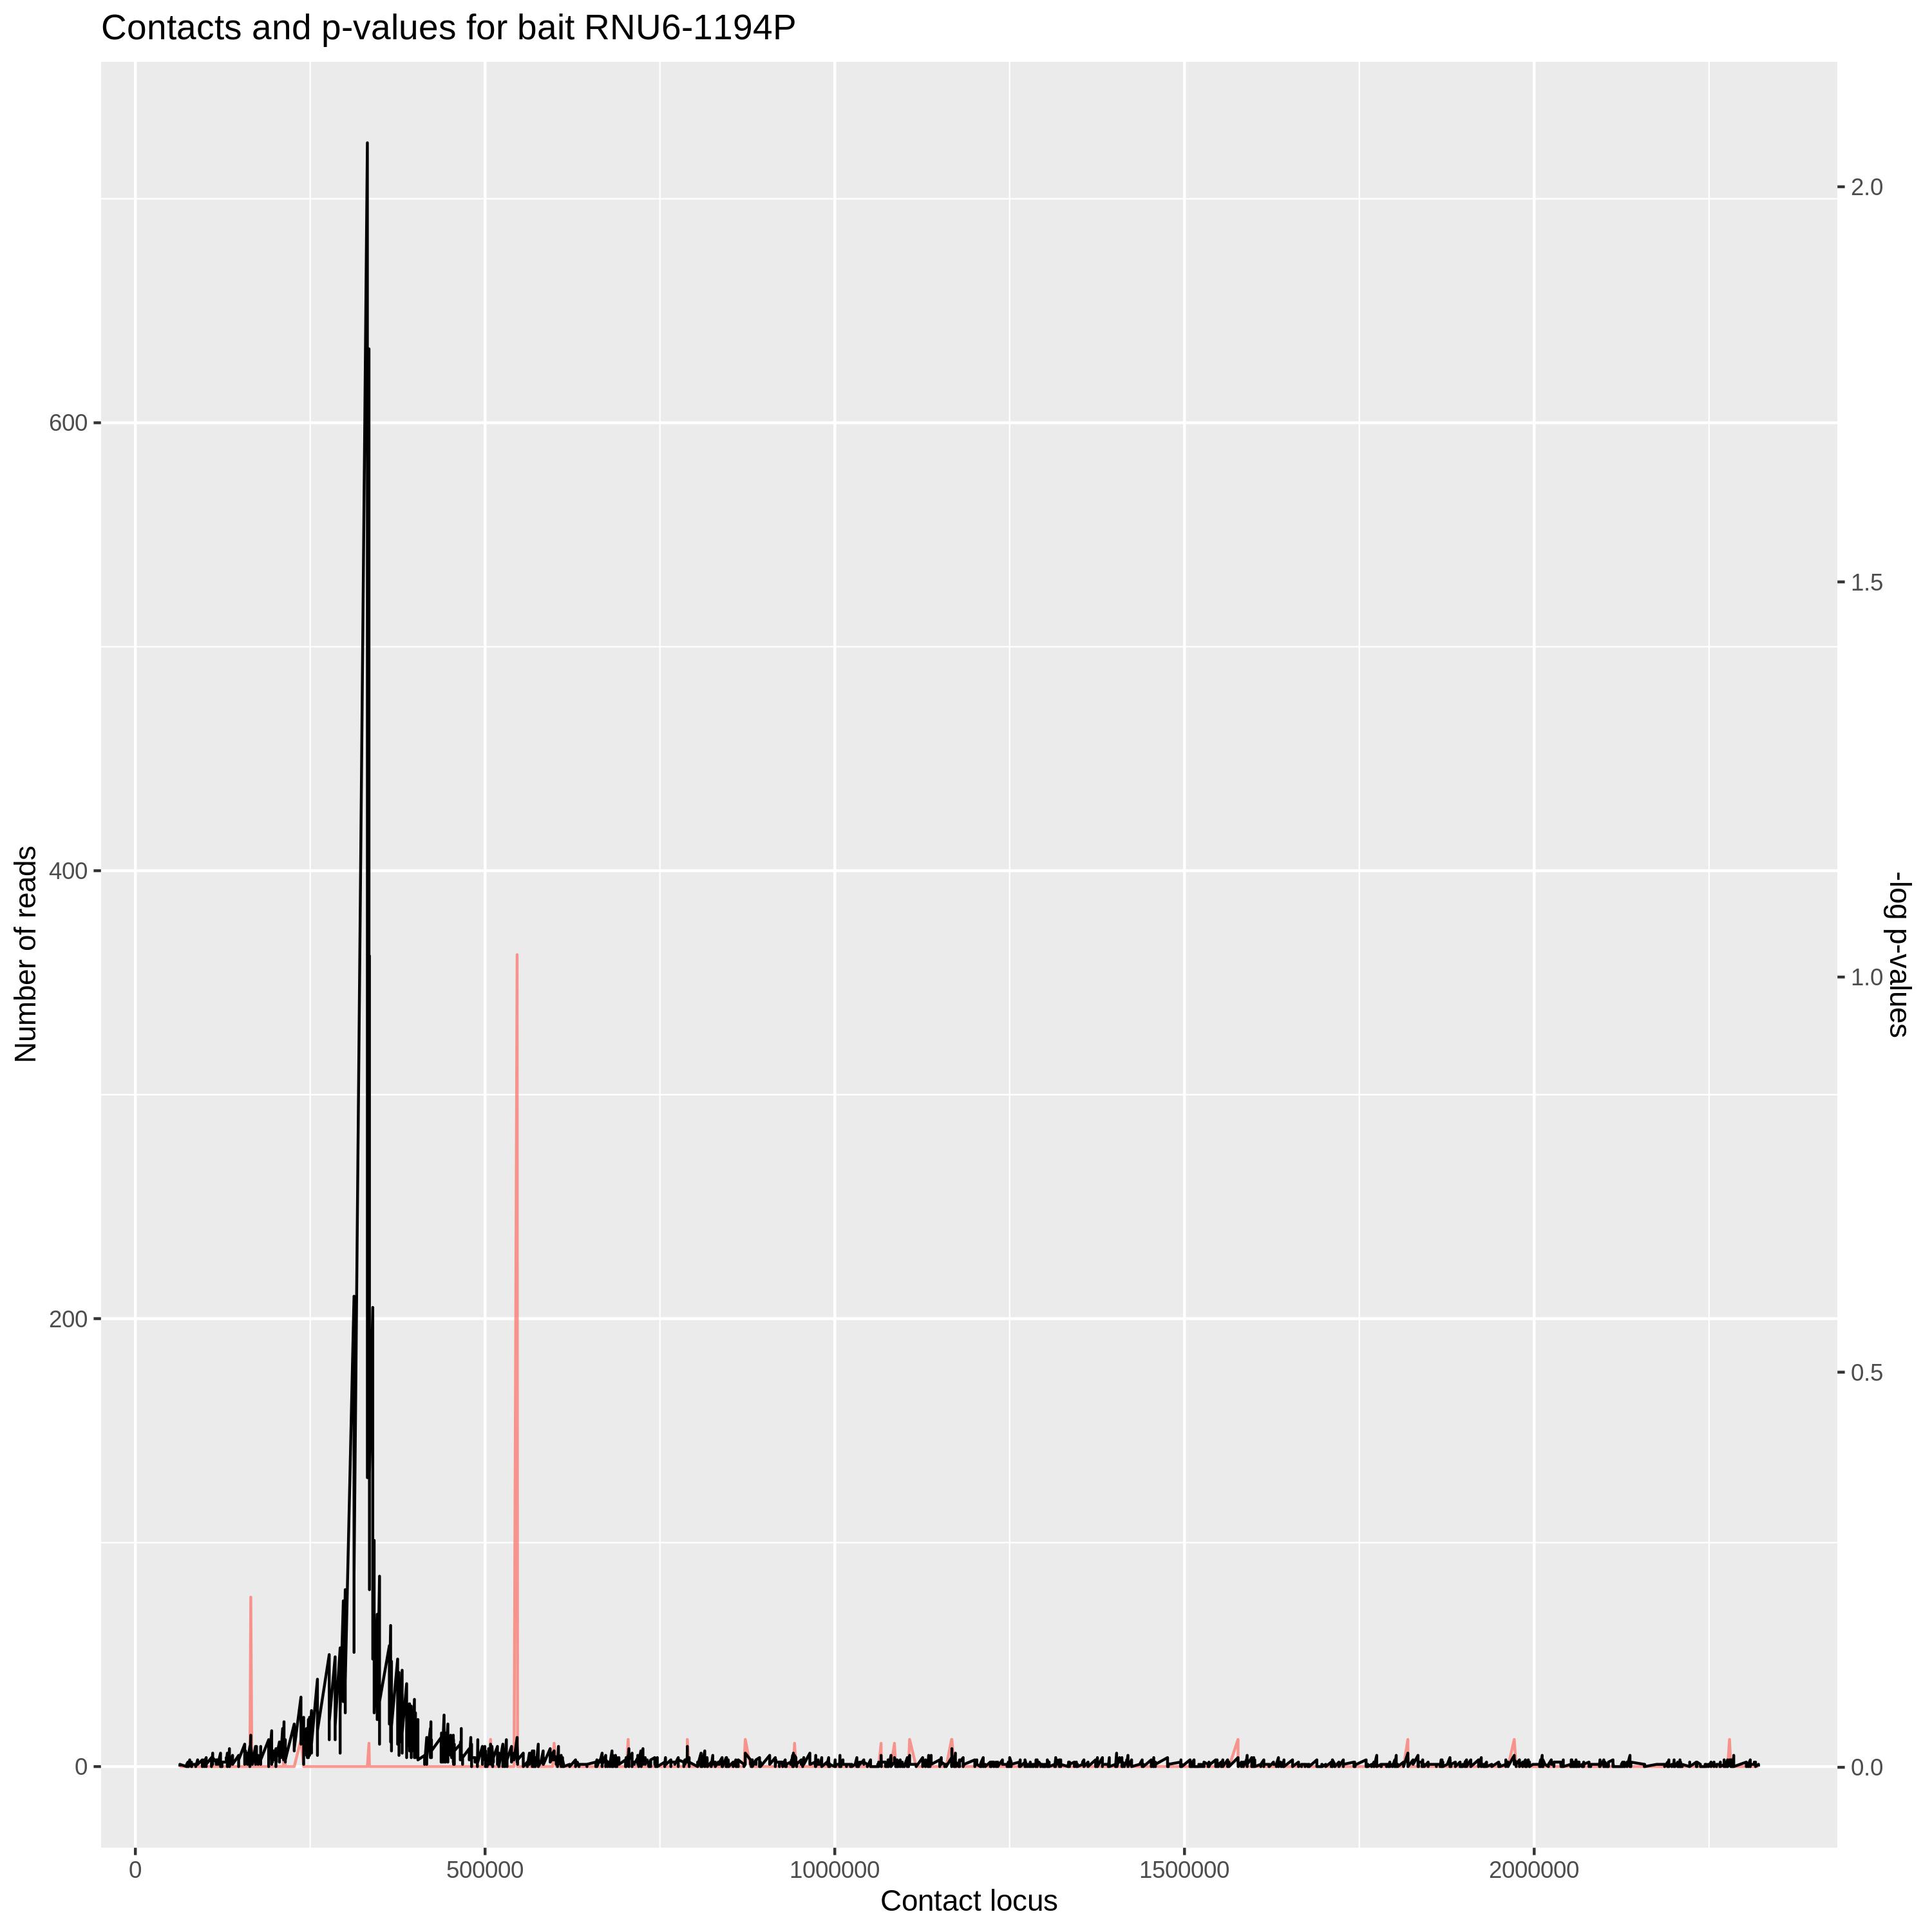 Contacts and p-values for bait RNU6-1194P
Number of reads
600
400
200
0
2.0
1.5
1.0
0.5
0.0
-log p-values
0 500000 1000000 1500000 2000000
Contact locus